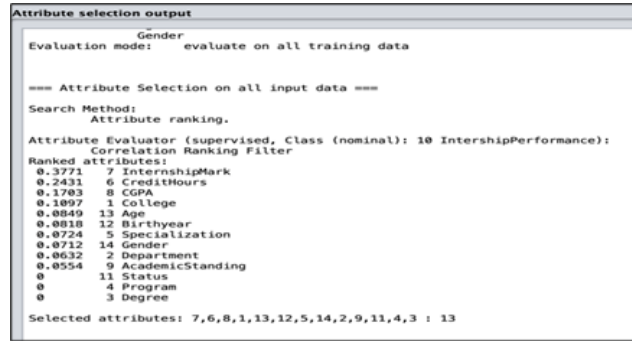 Attribute selection output
Gender
Evaluation mode: evaluate on all training data
=== Attribute Selection on all input data ===
Search Method:
Attribute ranking.
Attribute Evaluator (supervised, Class (nominal): 10 IntershipPerformance):
Correlation Ranking Filter
Ranked attributes:
0.3771 7 InternshipMark
0.2431 6 CreditHours
0.1703 8 CGPA
0.1097 1 College
0.0849 13 Age
0.0818 12 Birthyear
0.0724 5 Specialization
0.0712 14 Gender
0.0632 2 Department
0.0554 9 AcademicStanding
0 11 Status
0 4 Program
0 3 Degree
Selected attributes: 7,6,8,1,13,12,5,14,2,9,11,4,3 : 13